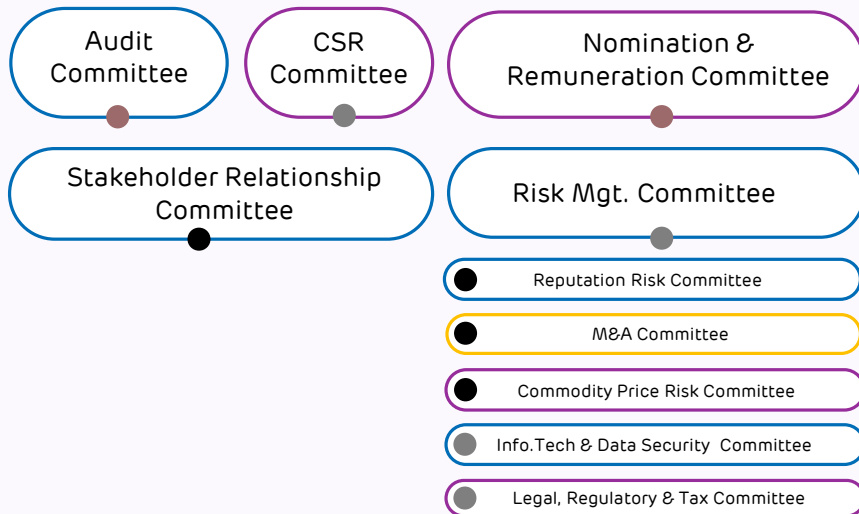 Audit
Committee
CSR
Committee
Nomination &
Remuneration Committee
Stakeholder Relationship
Committee
Risk Mgt. Committee
Reputation Risk Committee
M&A Committee
Commodity Price Risk Committee
Info.Tech & Data Security Committee
Legal, Regulatory & Tax Committee